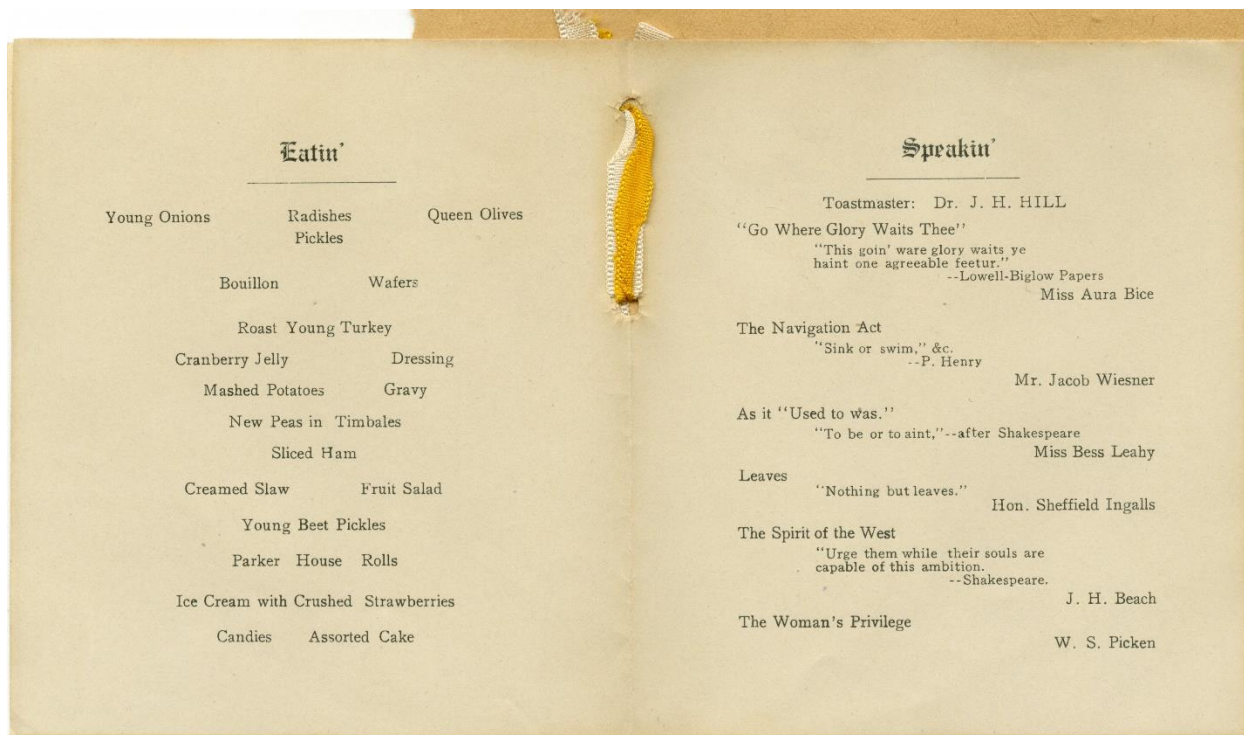 Eatin'
Young Onions Radishes Queen Olives
Pickles
Bouillon Wafers
Roast Young Turkey
Cranberry Jelly Dressing
Mashed Potatoes Gravy
New Peas in Timbales
Sliced Ham
Creamed Slaw Fruit Salad
Young Beet Pickles
Parker House Rolls
Ice Cream with Crushed Strawberries
Candies Assorted Cake
Speakin'
Toastmaster: Dr. J. H. HILL
"Go Where Glory Waits Thee"
"This goin' ware glory waits ye
haint one agreeable feetur."
--Lowell-Biglow Papers
Miss Aura Bice
The Navigation Act
"Sink or swim," &c.
--P. Henry
Mr. Jacob Wiesner
As it "Used to was."
"To be or to aint,"--after Shakespeare
Miss Bess Leahy
Leaves
"Nothing but leaves."
Hon. Sheffield Ingalls
The Spirit of the West
"Urge them while their souls are
capable of this ambition.
--Shakespeare.
J. H. Beach
The Woman's Privilege
W. S. Picken